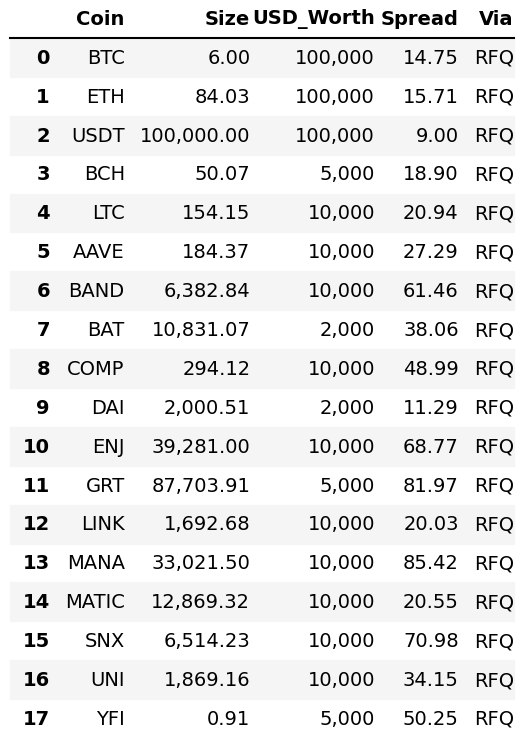 Coin Size USD_Worth Spread Via
0 BTC 6.00 100,000 14.75 RFQ
1 ETH 84.03 100,000 15.71 RFQ
2 USDT 100,000.00 100,000 9.00 RFQ
3 BCH 50.07 5,000 18.90 RFQ
4 LTC 154.15 10,000 20.94 RFQ
5 AAVE 184.37 10,000 27.29 RFQ
6 BAND 6,382.84 10,000 61.46 RFQ
7 BAT 10,831.07 2,000 38.06 RFQ
8 COMP 294.12 10,000 48.99 RFQ
9 DAI 2,000.51 2,000 11.29 RFQ
10 ENJ 39,281.00 10,000 68.77 RFQ
11 GRT 87,703.91 5,000 81.97 RFQ
12 LINK 1,692.68 10,000 20.03 RFQ
13 MANA 33,021.50 10,000 85.42 RFQ
14 MATIC 12,869.32 10,000 20.55 RFQ
15 SNX 6,514.23 10,000 70.98 RFQ
16 UNI 1,869.16 10,000 34.15 RFQ
17 YFI 0.91 5,000 50.25 RFQ